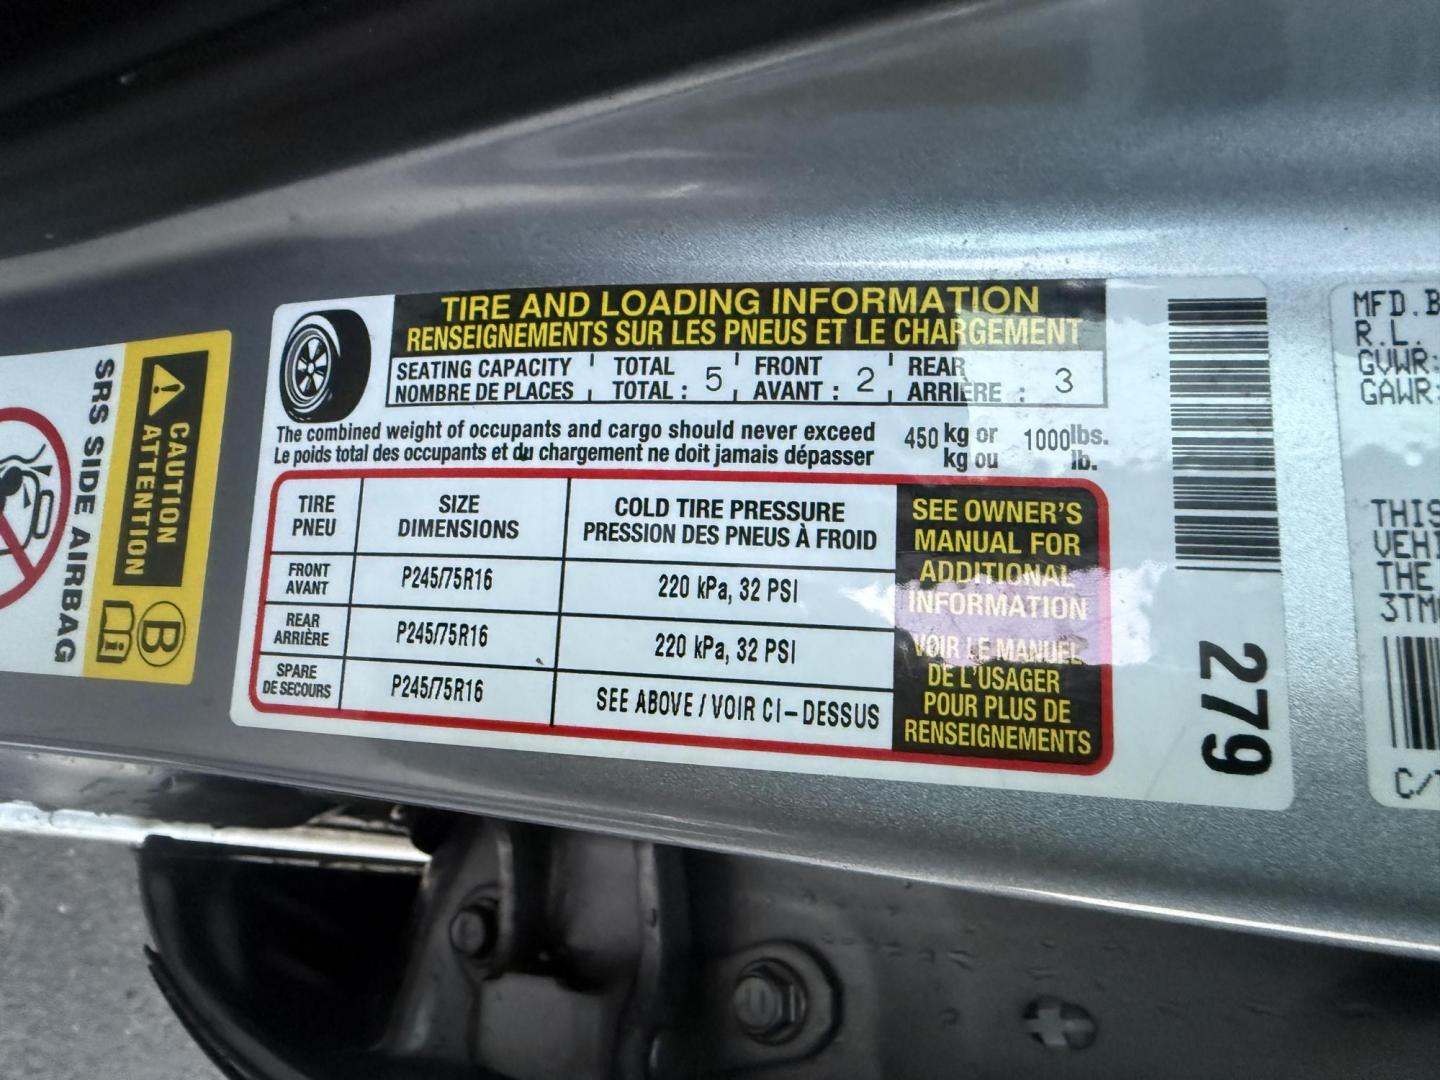 TIRE AND LOADING INFORMATION
RENSEIGNEMENTS SUR LES PNEUS ET LE CHARGEMENT
SEATING CAPACITY TOTAL FRONT REAR
NOMBRE DE PLACES TOTAL : 5 AVANT : 2 ARRIÈRE : 3
The combined weight of occupants and cargo should never exceed 450 kg or 1000 lbs.
Le poids total des occupants et du chargement ne doit jamais dépasser kg ou lb.
TIRE SIZE COLD TIRE PRESSURE
PNEU DIMENSIONS PRESSION DES PNEUS À FROID
FRONT
AVANT P245/75R16 220 kPa, 32 PSI
REAR
ARRIÈRE P245/75R16 220 kPa, 32 PSI
SPARE
DE SECOURS P245/75R16 SEE ABOVE / VOIR CI-DESSUS
SEE OWNER'S
MANUAL FOR
ADDITIONAL
INFORMATION
VOIR LE MANUEL
DE L'USAGER
POUR PLUS DE
RENSEIGNEMENTS
279
CAUTION
ATTENTION
B
i
SRS SIDE AIRBAG
MFD.B
R.L.
GVWR:
GAWR:
THIS
VEHI
THE
3TM
C/T